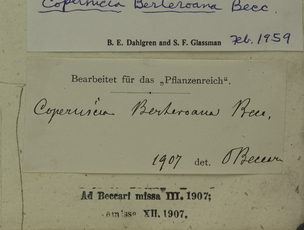 Copernicia Berteroana Becc.
B. E. Dahlgren and S. F. Glassman Feb. 1959
Bearbeitet für das „Pflanzenreich".
Copernicia Berteroana Becc.
1907 det. O Beccari
Ad Beccari missa III. 1907;
remissa XII. 1907.